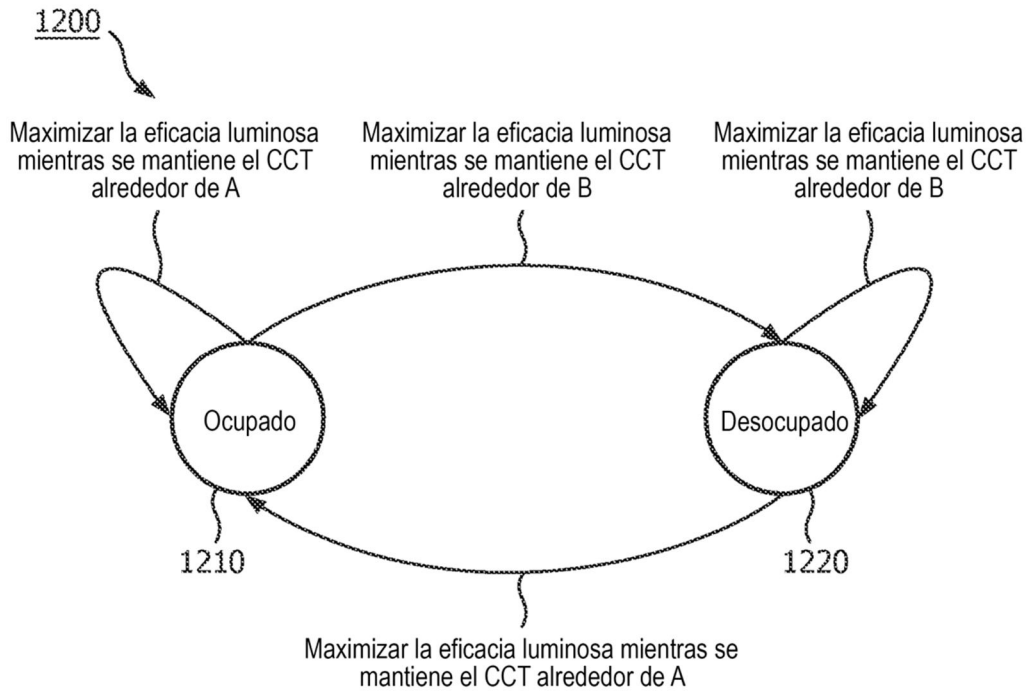 1200
Maximizar la eficacia luminosa
mientras se mantiene el CCT
alrededor de A
Maximizar la eficacia luminosa
mientras se mantiene el CCT
alrededor de B
Maximizar la eficacia luminosa
mientras se mantiene el CCT
alrededor de B
Ocupado
Desocupado
1210
1220
Maximizar la eficacia luminosa mientras se
mantiene el CCT alrededor de A